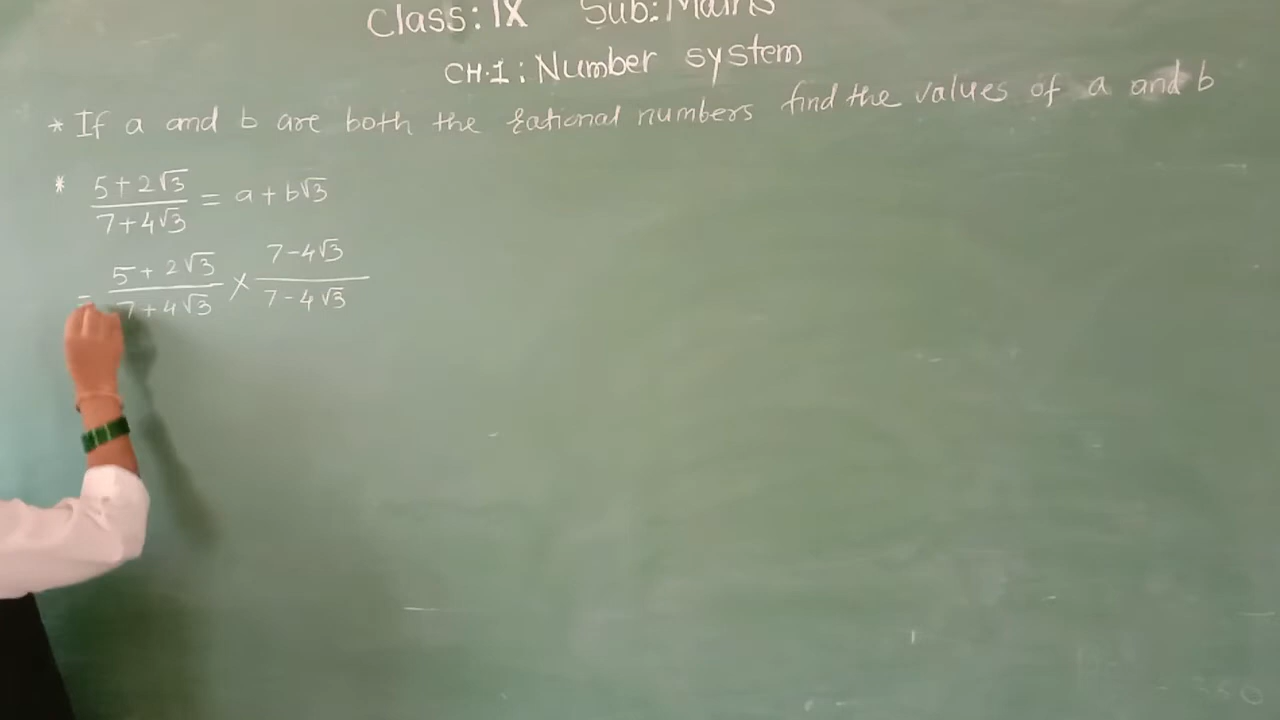 Class: IX Sub: Maths
CH.1: Number system
* If a and b are both the rational numbers find the values of a and b
* 5+2√3 / 7+4√3 = a+b√3
= 5+2√3 / 7+4√3 × 7-4√3 / 7-4√3